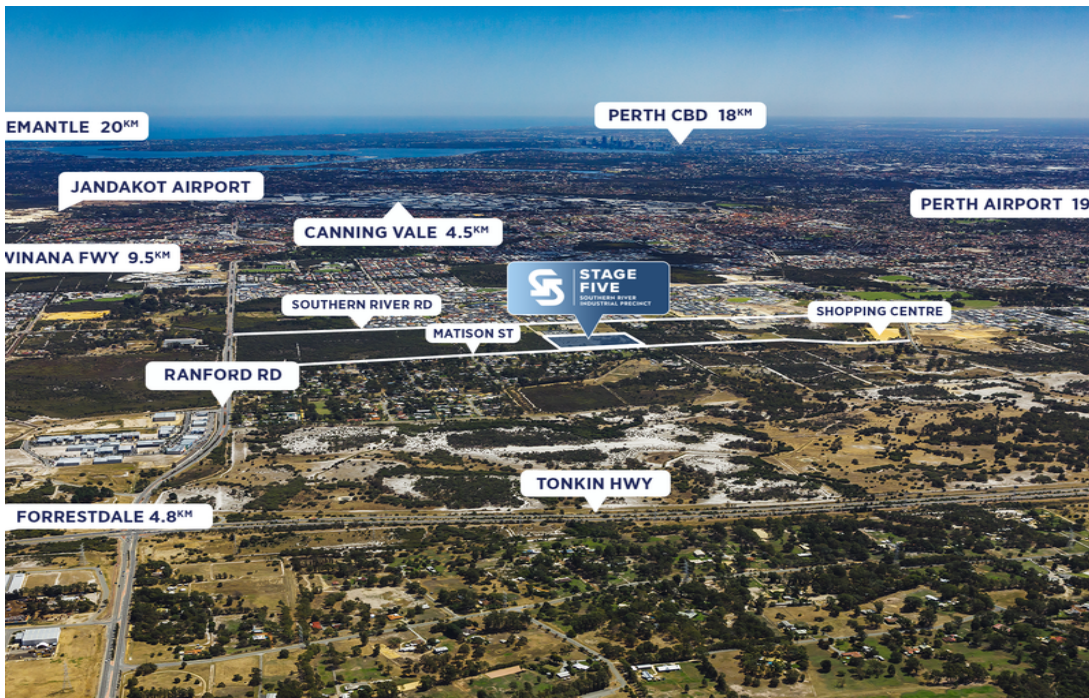 PERTH CBD 18KM
EMANTLE 20KM
JANDAKOT AIRPORT
PERTH AIRPORT 19
CANNING VALE 4.5KM
WINANA FWY 9.5KM
STAGE
FIVE
SOUTHERN RIVER
INDUSTRIAL PRECINCT
SOUTHERN RIVER RD
SHOPPING CENTRE
MATISON ST
RANFORD RD
TONKIN HWY
FORRESTDALE 4.8KM